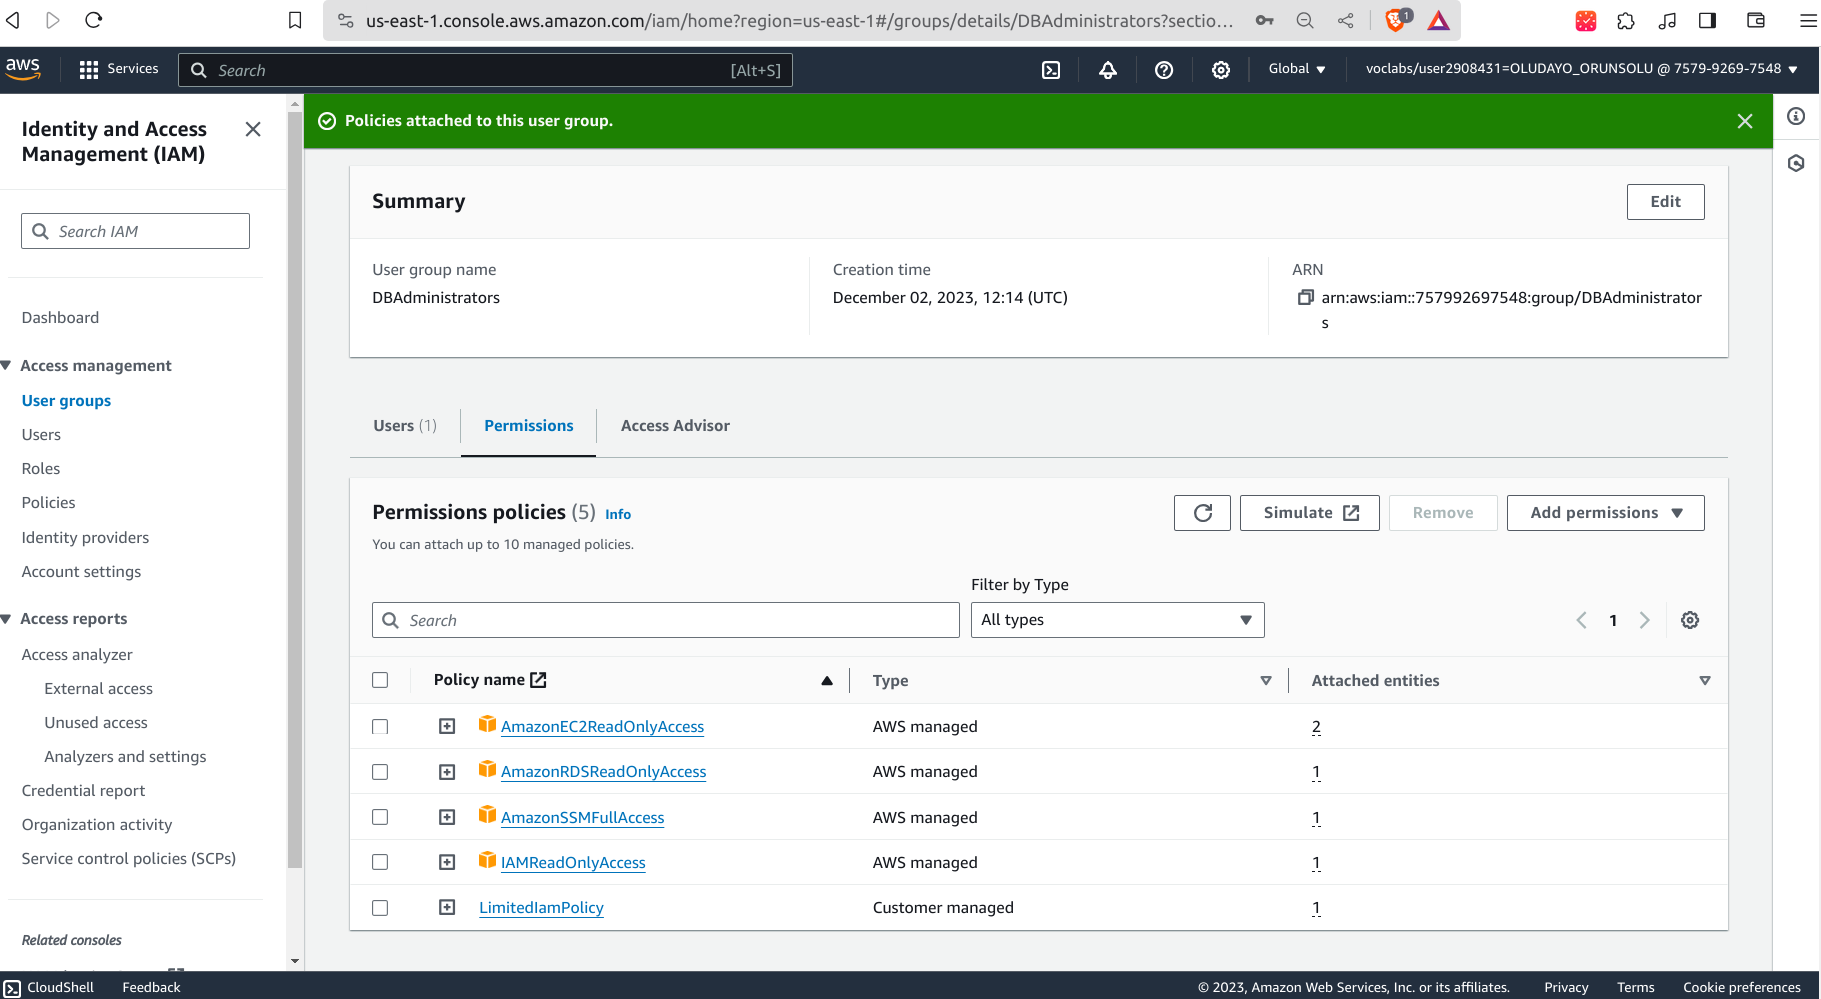 us-east-1.console.aws.amazon.com/iam/home?region=us-east-1#/groups/details/DBAdministrators?sectio...
1
aws
Services
Search
[Alt+S]
Global
voclabs/user2908431=OLUDAYO_ORUNSOLU @ 7579-9269-7548
Identity and Access
Management (IAM)
Search IAM
Dashboard
Access management
User groups
Users
Roles
Policies
Identity providers
Account settings
Access reports
Access analyzer
External access
Unused access
Analyzers and settings
Credential report
Organization activity
Service control policies (SCPs)
Related consoles
Policies attached to this user group.
Summary
Edit
User group name
DBAdministrators
Creation time
December 02, 2023, 12:14 (UTC)
ARN
arn:aws:iam::757992697548:group/DBAdministrator
s
Users (1)
Permissions
Access Advisor
Permissions policies (5) Info
You can attach up to 10 managed policies.
Simulate
Remove
Add permissions
Filter by Type
Search
All types
1
Policy name
Type
Attached entities
AmazonEC2ReadOnlyAccess
AWS managed
2
AmazonRDSReadOnlyAccess
AWS managed
1
AmazonSSMFullAccess
AWS managed
1
IAMReadOnlyAccess
AWS managed
1
LimitedIamPolicy
Customer managed
1
CloudShell
Feedback
© 2023, Amazon Web Services, Inc. or its affiliates.
Privacy
Terms
Cookie preferences